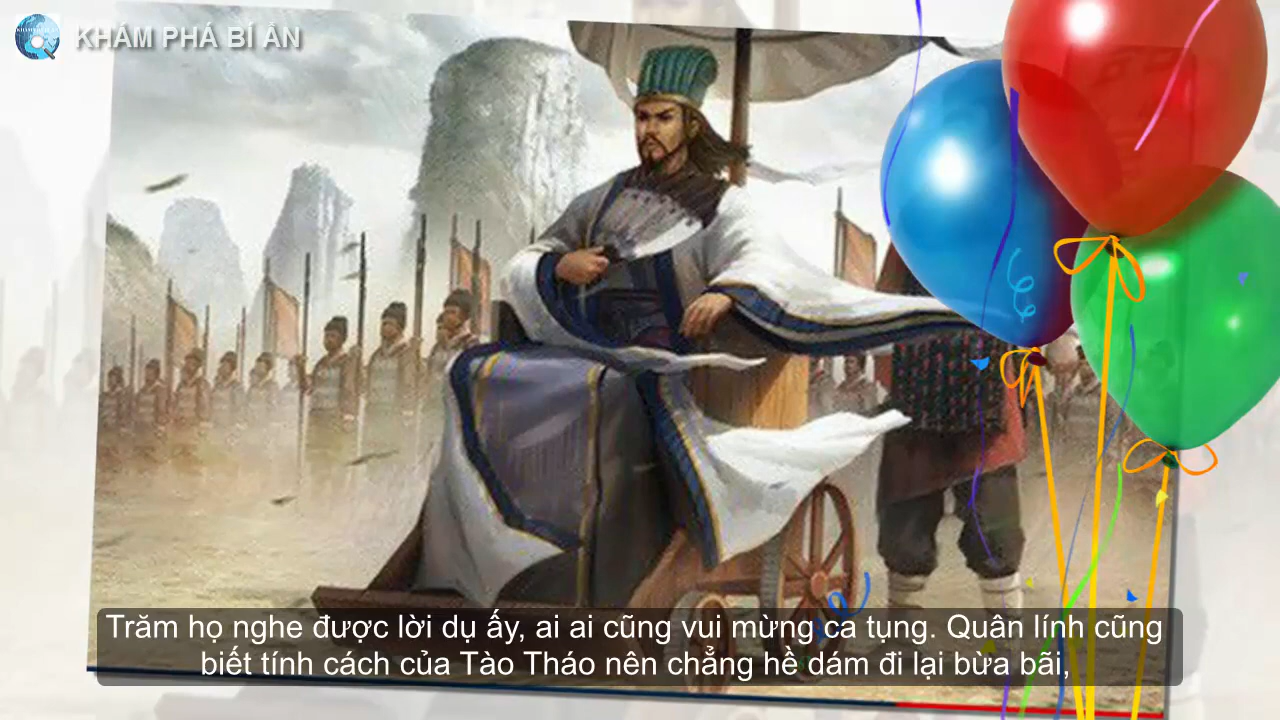 KHÁM PHÁ BÍ ẨN
Trăm họ nghe được lời dụ ấy, ai ai cũng vui mừng ca tụng. Quân lính cũng
biết tính cách của Tào Tháo nên chẳng hề dám đi lại bừa bãi,